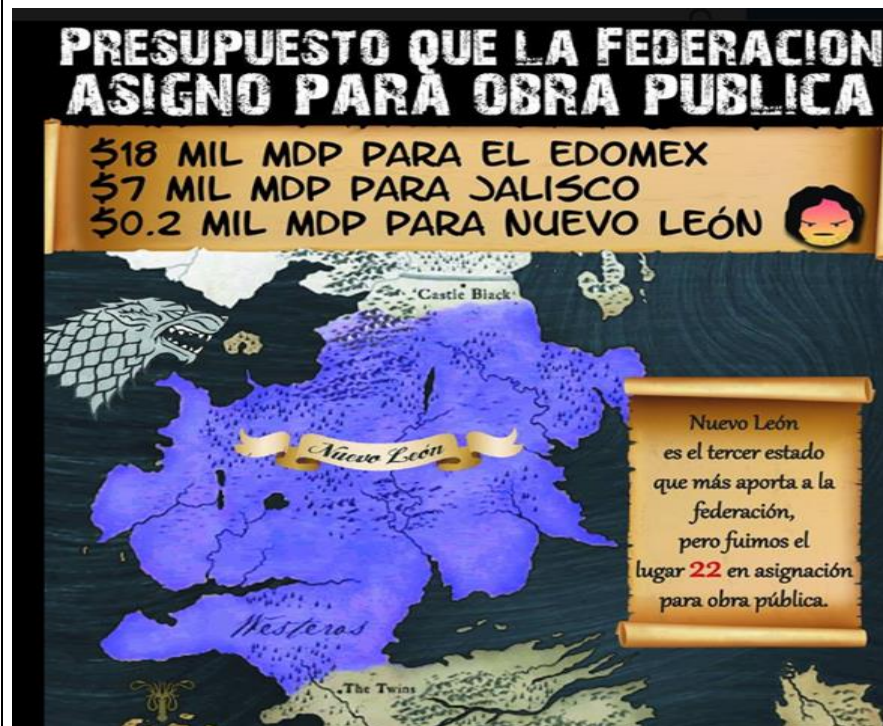 PRESUPUESTO QUE LA FEDERACION
ASIGNO PARA OBRA PUBLICA
$18 MIL MDP PARA EL EDOMEX
$7 MIL MDP PARA JALISCO
$0.2 MIL MDP PARA NUEVO LEÓN
Castle Black
Nuevo León
Nuevo León
es el tercer estado
que más aporta a la
federación,
pero fuimos el
lugar 22 en asignación
para obra pública.
Westeros
The Twins